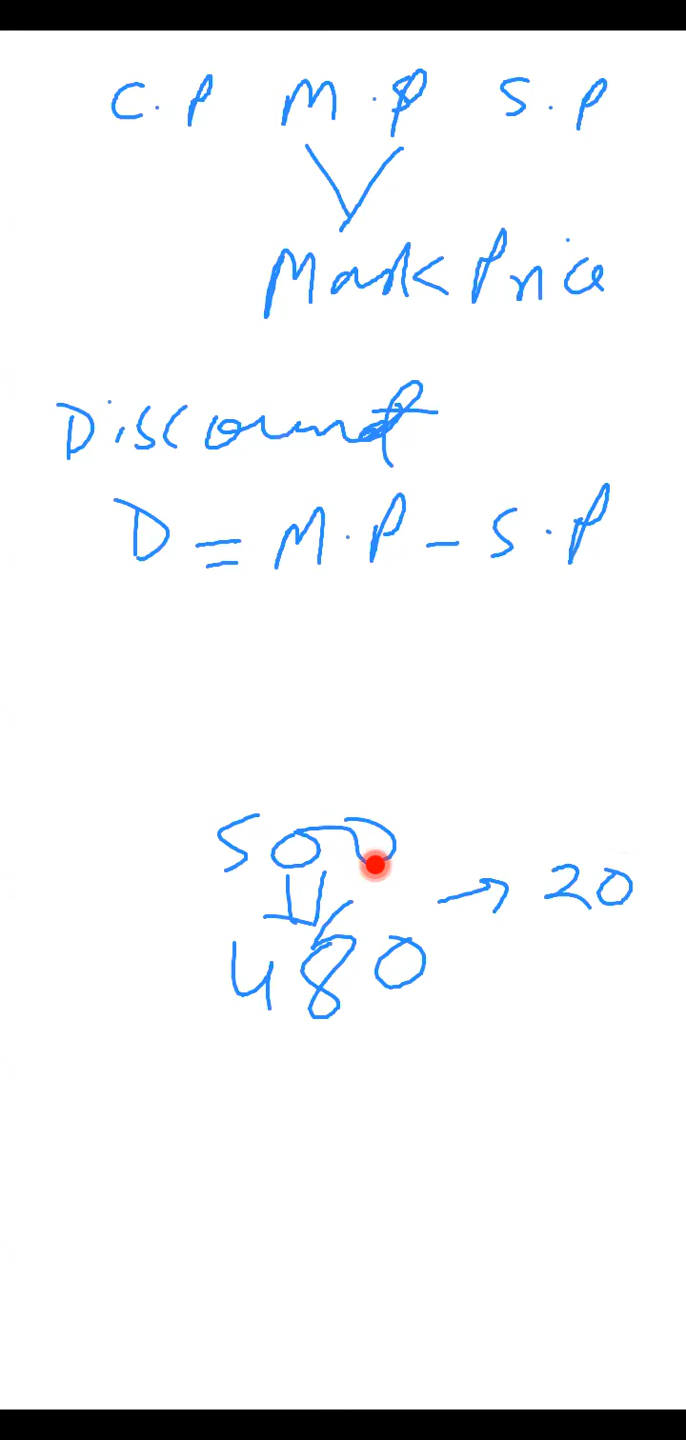 C.P M.P S.P
Mark Price
Discount
D = M.P - S.P
500
→ 20
480